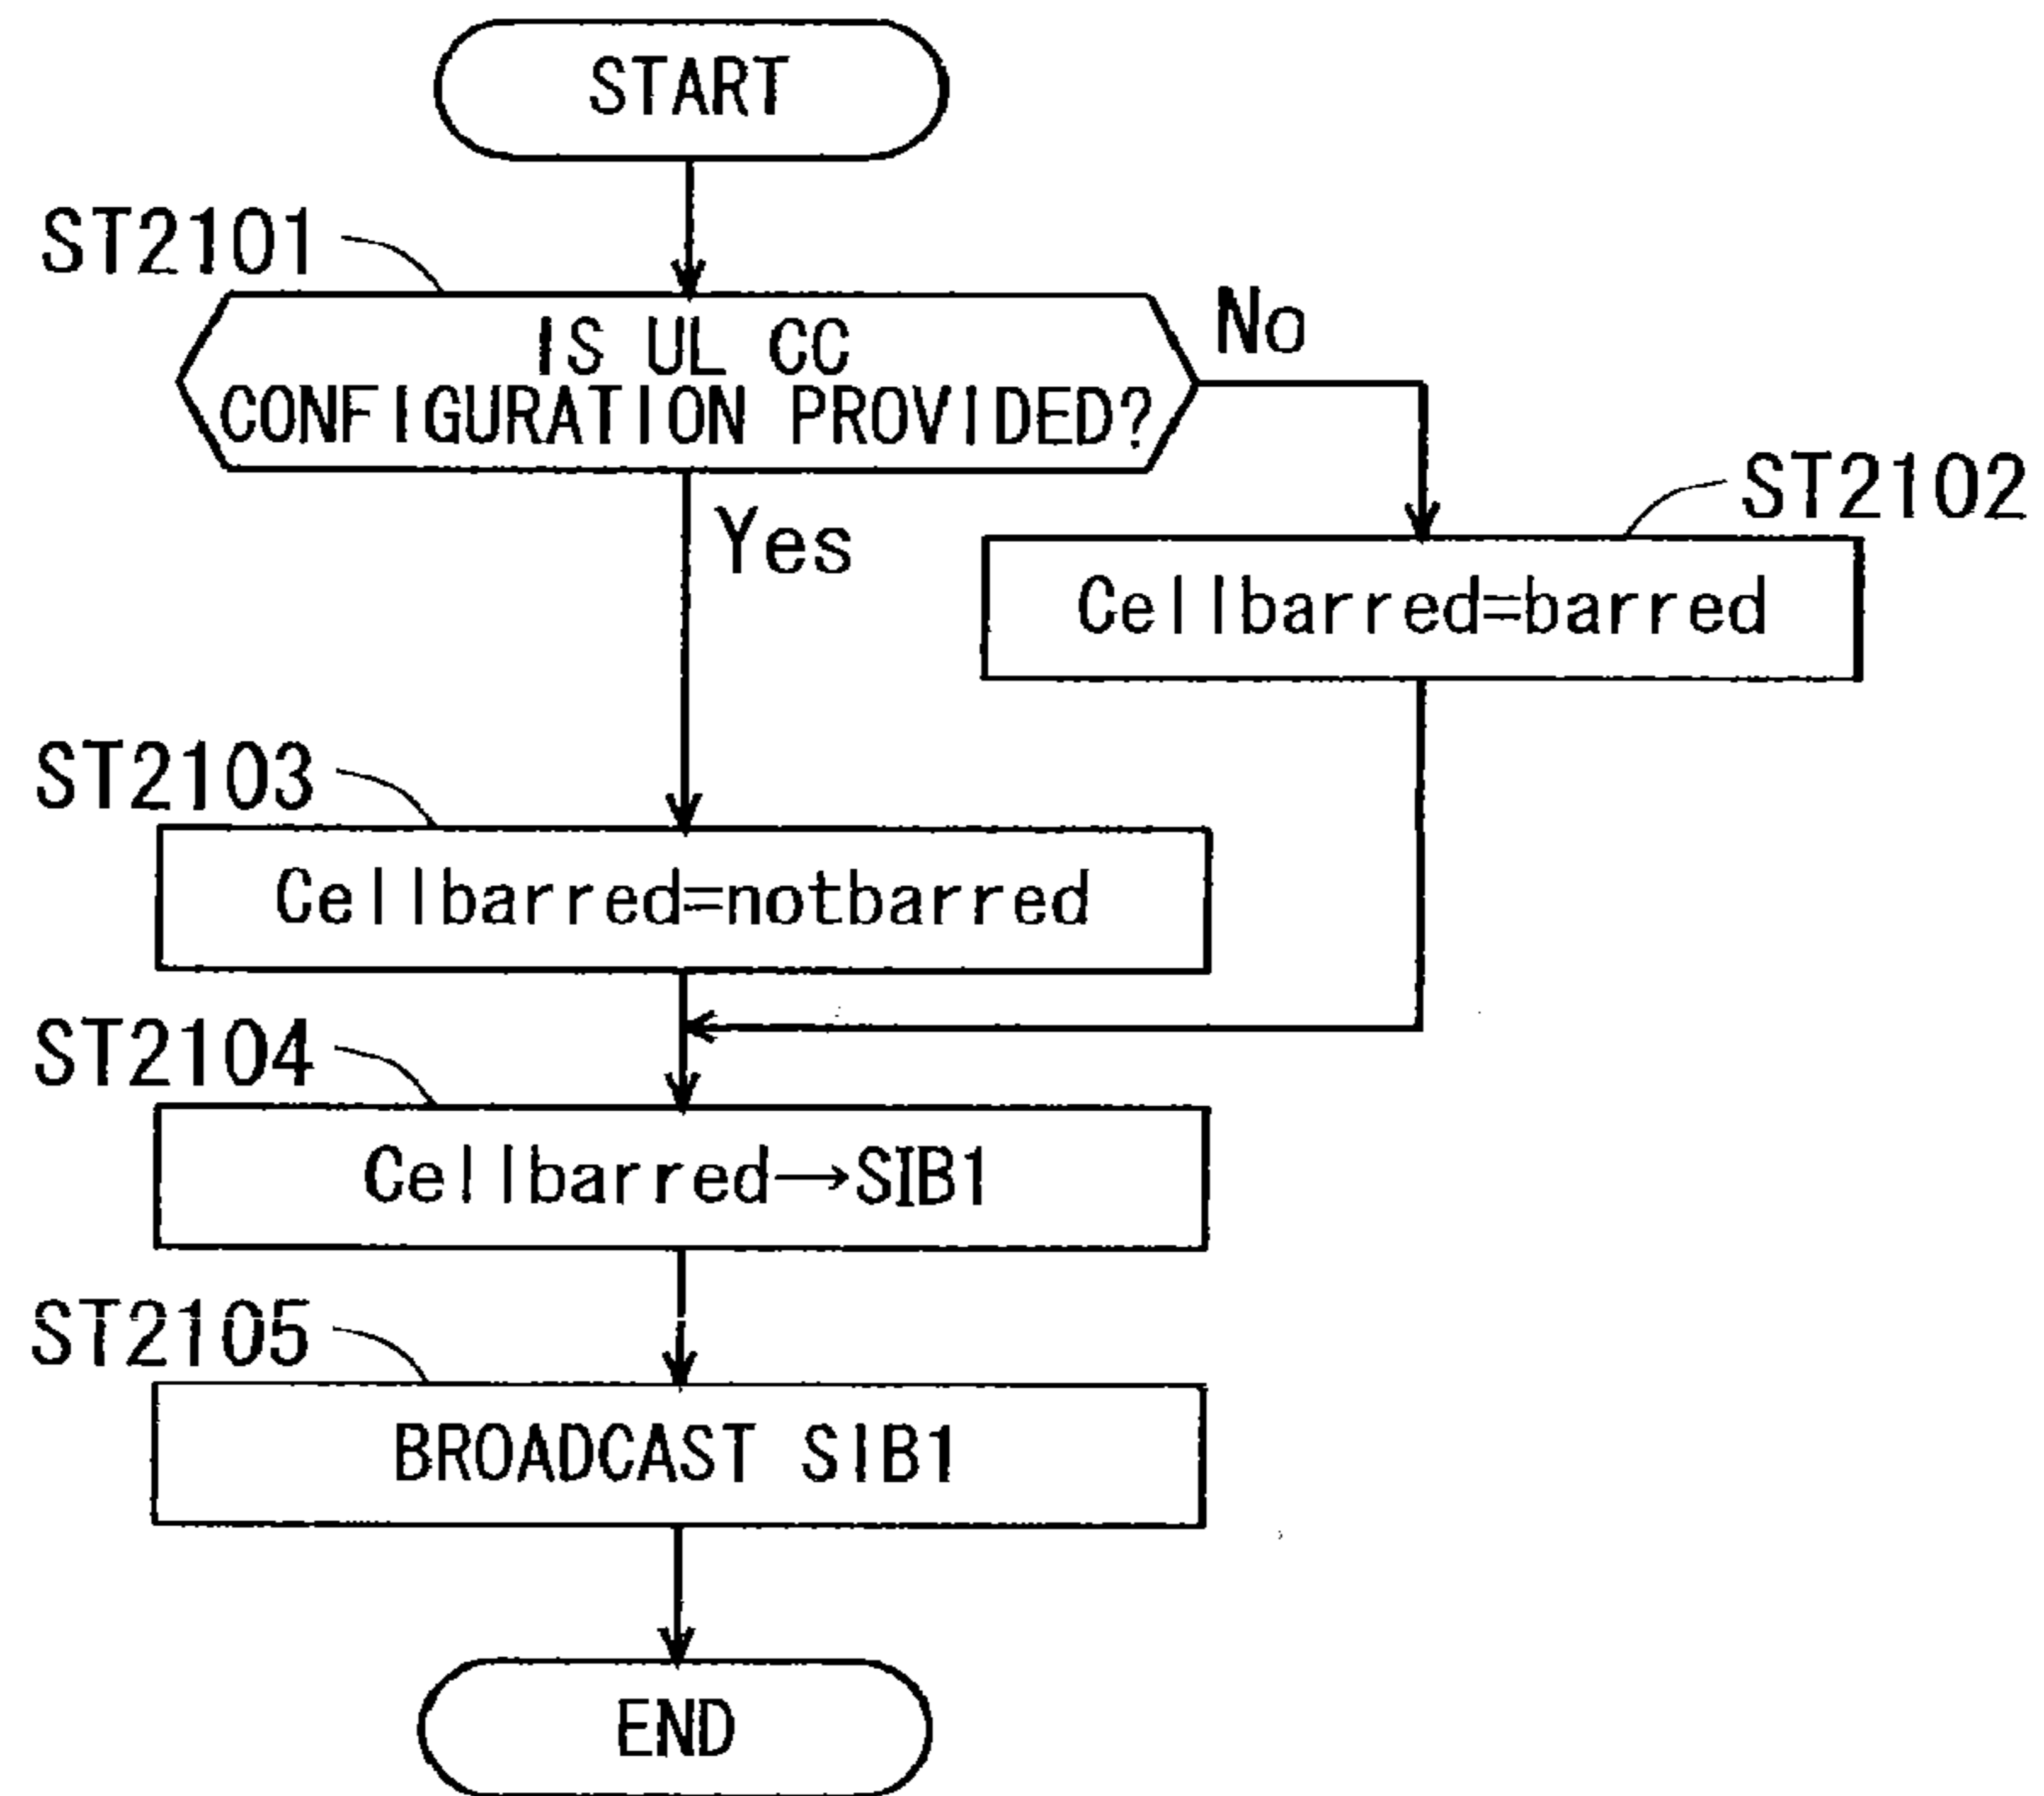 START
ST2101
IS UL CC
CONFIGURATION PROVIDED?
No
Yes
ST2102
Cellbarred=barred
ST2103
Cellbarred=notbarred
ST2104
Cellbarred→SIB1
ST2105
BROADCAST SIB1
END